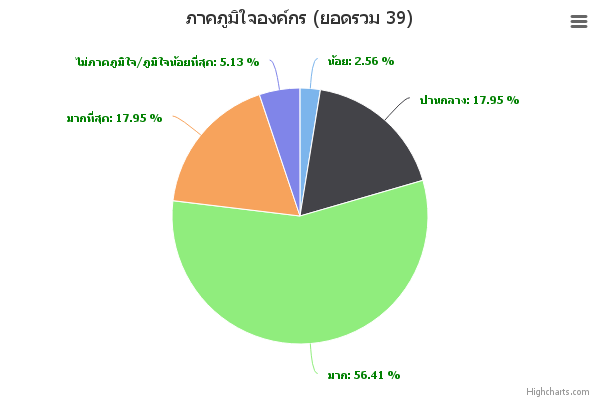 ภาคภูมิใจองค์กร (ยอดรวม 39)
ไม่ภาคภูมิใจ/ภูมิใจน้อยที่สุด: 5.13 %
น้อย: 2.56 %
ปานกลาง: 17.95 %
มากที่สุด: 17.95 %
มาก: 56.41 %
Highcharts.com